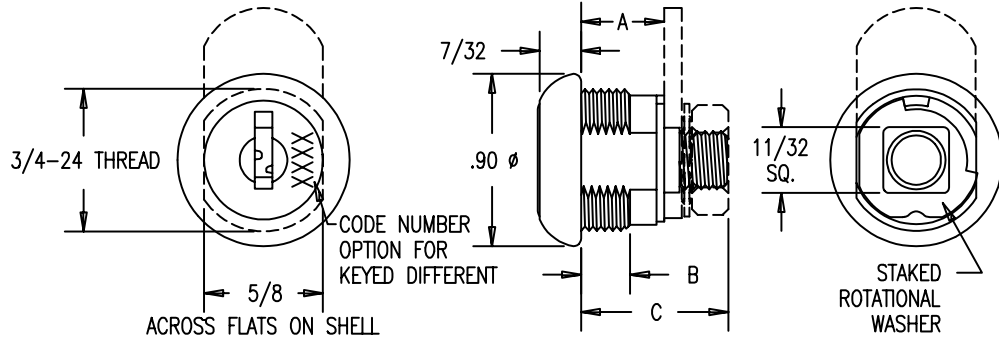 3/4-24 THREAD
CODE NUMBER
OPTION FOR
KEYED DIFFERENT
5/8
ACROSS FLATS ON SHELL
7/32
A
.90 ø
B
C
11/32
SQ.
STAKED
ROTATIONAL
WASHER
XXXX